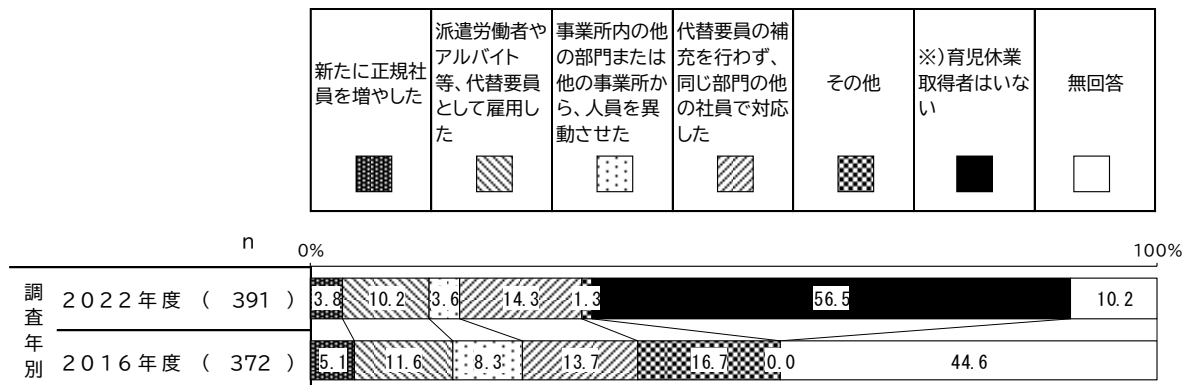 新たに正規社
員を増やした
派遣労働者や
アルバイト
等、代替要員
として雇用し
た
事業所内の他
の部門または
他の事業所か
ら、人員を異
動させた
代替要員の補
充を行わず、
同じ部門の他
の社員で対応
した
その他
※）育児休業
取得者はいな
い
無回答
n
0%
100%
調査年別
2022年度 ( 391 ) 3.8 10.2 3.6 14.3 1.3 56.5 10.2
2016年度 ( 372 ) 5.1 11.6 8.3 13.7 16.7 0.0 44.6